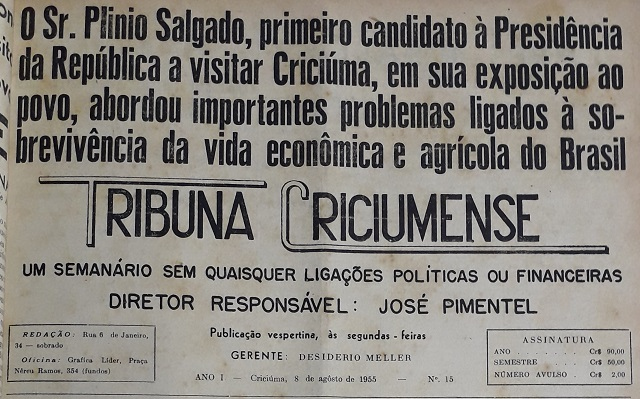 O Sr. Plinio Salgado, primeiro candidato à Presidência
da República a visitar Criciúma, em sua exposição ao
povo, abordou importantes problemas ligados à so-
brevivência da vida econômica e agrícola do Brasil
TRIBUNA CRICIUMENSE
UM SEMANÁRIO SEM QUAISQUER LIGAÇÕES POLÍTICAS OU FINANCEIRAS
DIRETOR RESPONSÁVEL: JOSÉ PIMENTEL
REDAÇÃO: Rua 6 de Janeiro,
34 — sobrado
Oficina: Grafica Líder, Praça
Nérêu Ramos, 354 (fundos)
Publicação vespertina, às segundas - feiras
GERENTE: DESIDERIO MELLER
ANO I — Criciúma, 8 de agôsto de 1955 — Nº. 15
ASSINATURA
ANO . . . . . . Cr$ 90,00
SEMESTRE . . . . Cr$ 50,00
NÚMERO AVULSO . Cr$ 2,00